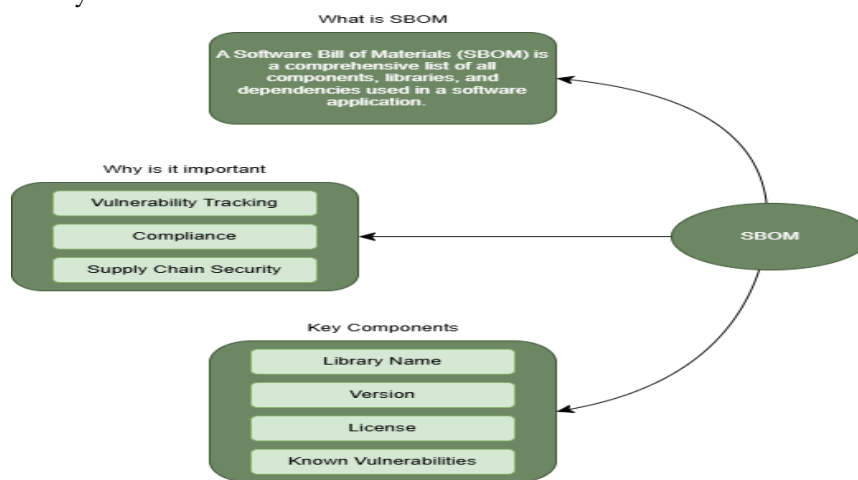 What is SBOM
A Software Bill of Materials (SBOM) is
a comprehensive list of all
components, libraries, and
dependencies used in a software
application.
Why is it important
Vulnerability Tracking
Compliance
Supply Chain Security
SBOM
Key Components
Library Name
Version
License
Known Vulnerabilities